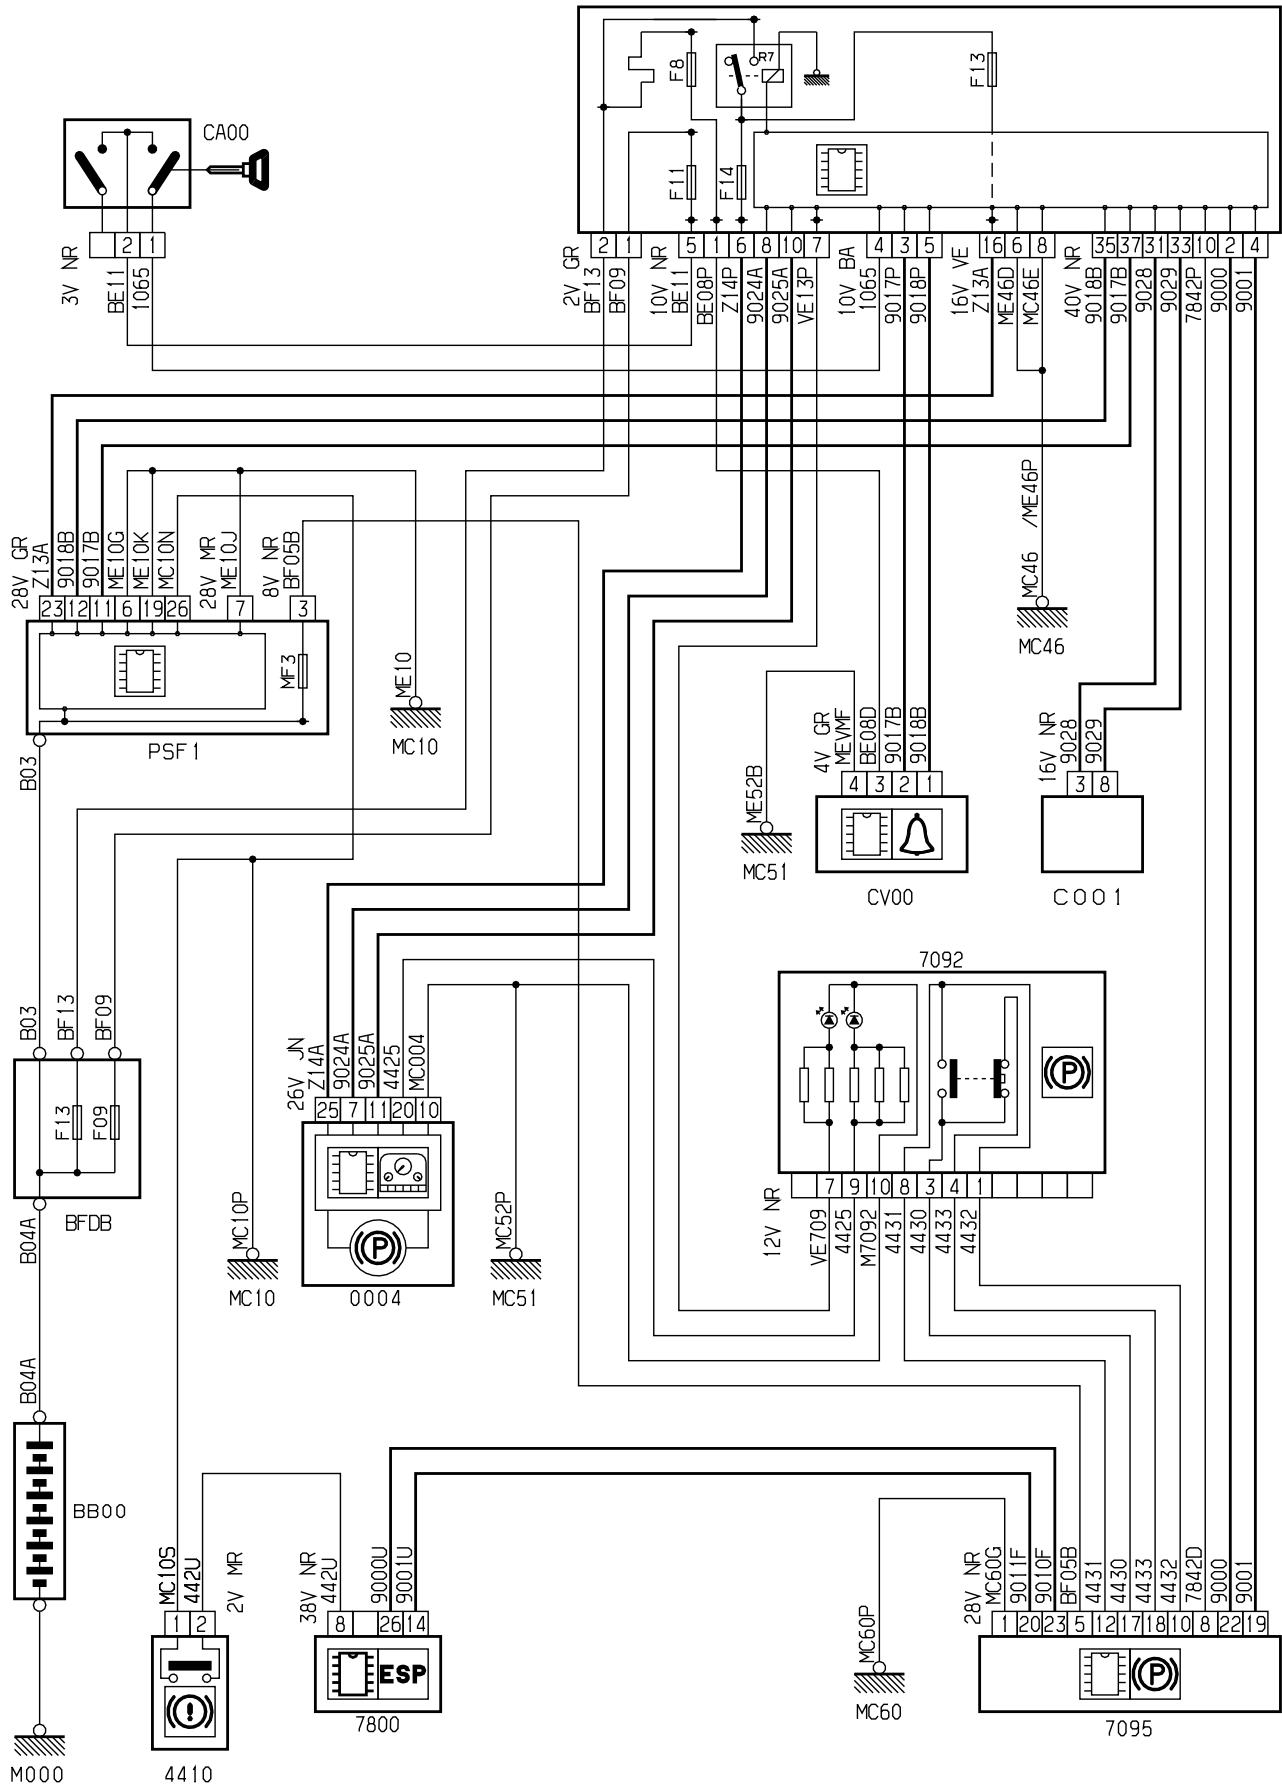 F8
R7
F13
CA00
F11
F14
2 1
2 1
5 1 6 8 10 7
4 3 5
16 6 8
35 37 31 33 10 2 4
3V NR
BE11
1065
2V GR
BF13
BF09
10V NR
BE11
BE08P
Z14P
9024A
9025A
VE13P
10V BA
1065
9017P
9018P
16V VE
Z13A
ME46D
MC46E
40V NR
9018B
9017B
9028
9029
7842P
9000
9001
28V GR
Z13A
9018B
9017B
ME10G
ME10K
MC10N
28V MR
ME10J
8V NR
BF05B
MC46 /ME46P
23 12 11 6 19 26
7
3
MC46
MF3
ME10
PSF1
MC10
B03
4V GR
MEVMF
BE08D
9017B
9018B
16V NR
9028
9029
ME52B
4 3 2 1
3 8
MC51
CV00
C001
7092
B03
BF13
BF09
26V JN
Z14A
9024A
9025A
4425
MC004
P
F13
F09
25 7 11 20 10
BFDB
B04A
MC10P
MC52P
P
MC10
0004
MC51
7 9 10 8 3 4 1
12V NR
VE709
4425
M7092
4431
4430
4433
4432
B04A
BB00
MC10S
442U
2V MR
38V NR
442U
9000U
9001U
28V NR
MC60G
9011F
9010F
BF05B
4431
4430
4433
4432
7842D
9000
9001
1 2
8 26 14
1 20 23 5 12 17 18 10 8 22 19
MC60P
ESP
P
MC60
7800
7095
M000
4410